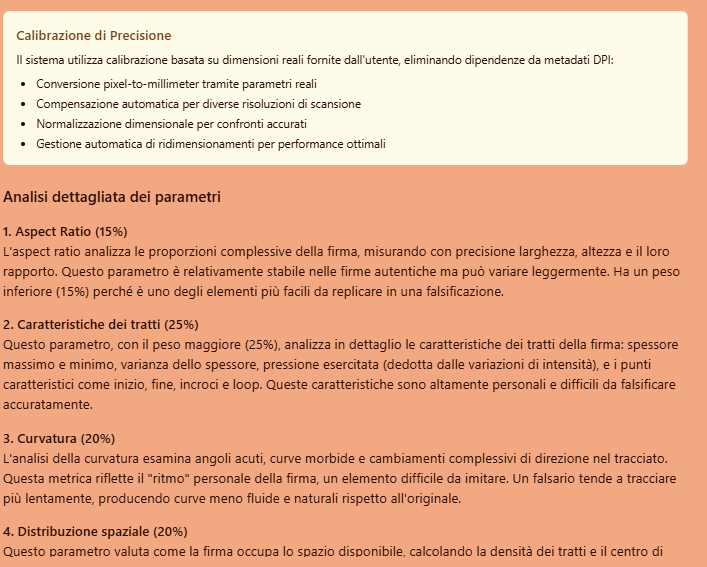 Calibrazione di Precisione
Il sistema utilizza calibrazione basata su dimensioni reali fornite dall'utente, eliminando dipendenze da metadati DPI:
• Conversione pixel-to-millimeter tramite parametri reali
• Compensazione automatica per diverse risoluzioni di scansione
• Normalizzazione dimensionale per confronti accurati
• Gestione automatica di ridimensionamenti per performance ottimali
Analisi dettagliata dei parametri
1. Aspect Ratio (15%)
L'aspect ratio analizza le proporzioni complessive della firma, misurando con precisione larghezza, altezza e il loro
rapporto. Questo parametro è relativamente stabile nelle firme autentiche ma può variare leggermente. Ha un peso
inferiore (15%) perché è uno degli elementi più facili da replicare in una falsificazione.
2. Caratteristiche dei tratti (25%)
Questo parametro, con il peso maggiore (25%), analizza in dettaglio le caratteristiche dei tratti della firma: spessore
massimo e minimo, varianza dello spessore, pressione esercitata (dedotta dalle variazioni di intensità), e i punti
caratteristici come inizio, fine, incroci e loop. Queste caratteristiche sono altamente personali e difficili da falsificare
accuratamente.
3. Curvatura (20%)
L'analisi della curvatura esamina angoli acuti, curve morbide e cambiamenti complessivi di direzione nel tracciato.
Questa metrica riflette il "ritmo" personale della firma, un elemento difficile da imitare. Un falsario tende a tracciare
più lentamente, producendo curve meno fluide e naturali rispetto all'originale.
4. Distribuzione spaziale (20%)
Questo parametro valuta come la firma occupa lo spazio disponibile, calcolando la densità dei tratti e il centro di